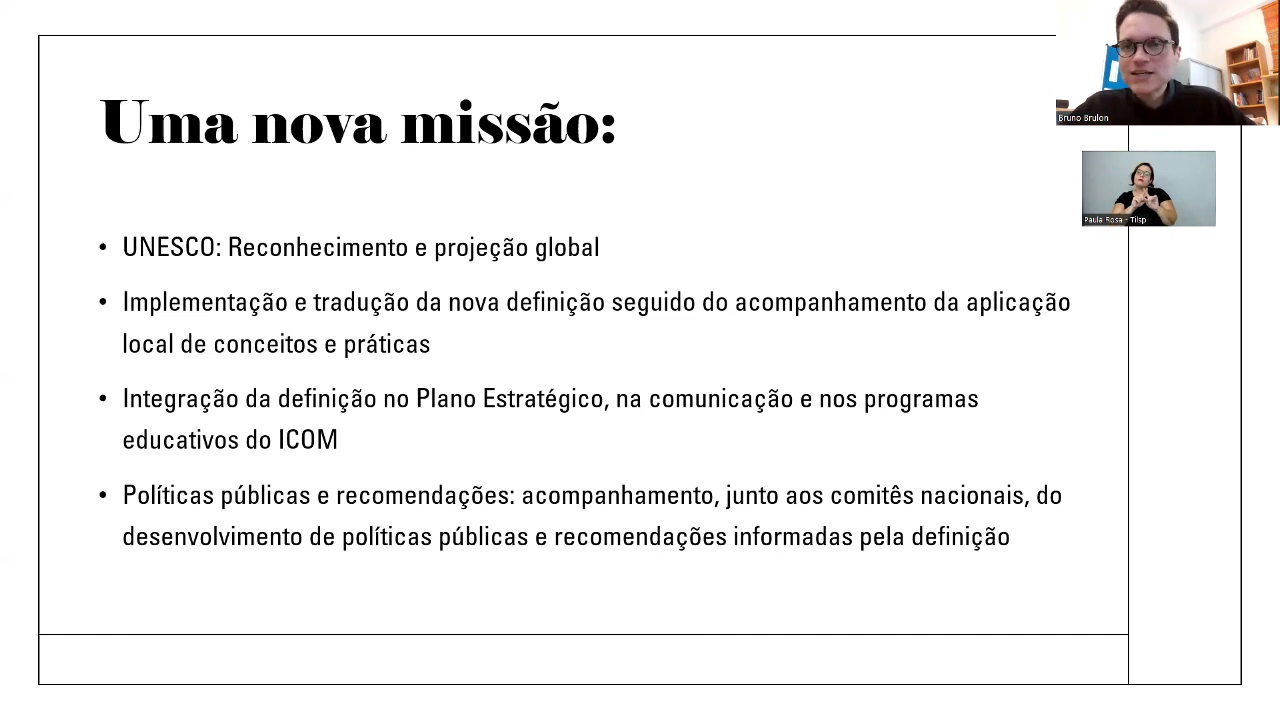 Uma nova missão:
Bruno Brulon
Paula Rosa - Tilsp
• UNESCO: Reconhecimento e projeção global
• Implementação e tradução da nova definição seguido do acompanhamento da aplicação
local de conceitos e práticas
• Integração da definição no Plano Estratégico, na comunicação e nos programas
educativos do ICOM
• Políticas públicas e recomendações: acompanhamento, junto aos comitês nacionais, do
desenvolvimento de políticas públicas e recomendações informadas pela definição